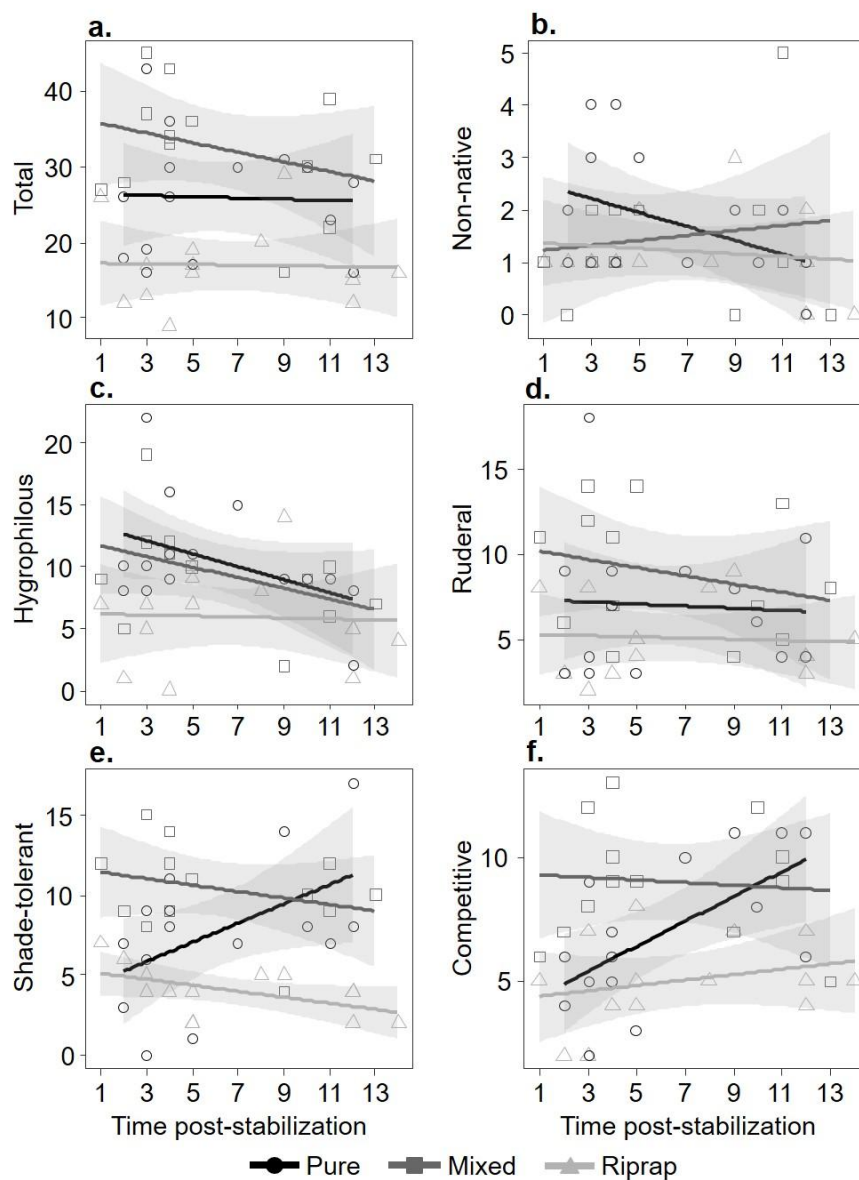 a.
Total
40
30
20
10
1 3 5 7 9 11 13
b.
Non-native
5
4
3
2
1
0
1 3 5 7 9 11 13
c.
Hygrophilous
20
15
10
5
0
1 3 5 7 9 11 13
d.
Ruderal
15
10
5
1 3 5 7 9 11 13
e.
Shade-tolerant
15
10
5
0
1 3 5 7 9 11 13
Time post-stabilization
f.
Competitive
10
5
1 3 5 7 9 11 13
Time post-stabilization
Pure Mixed Riprap